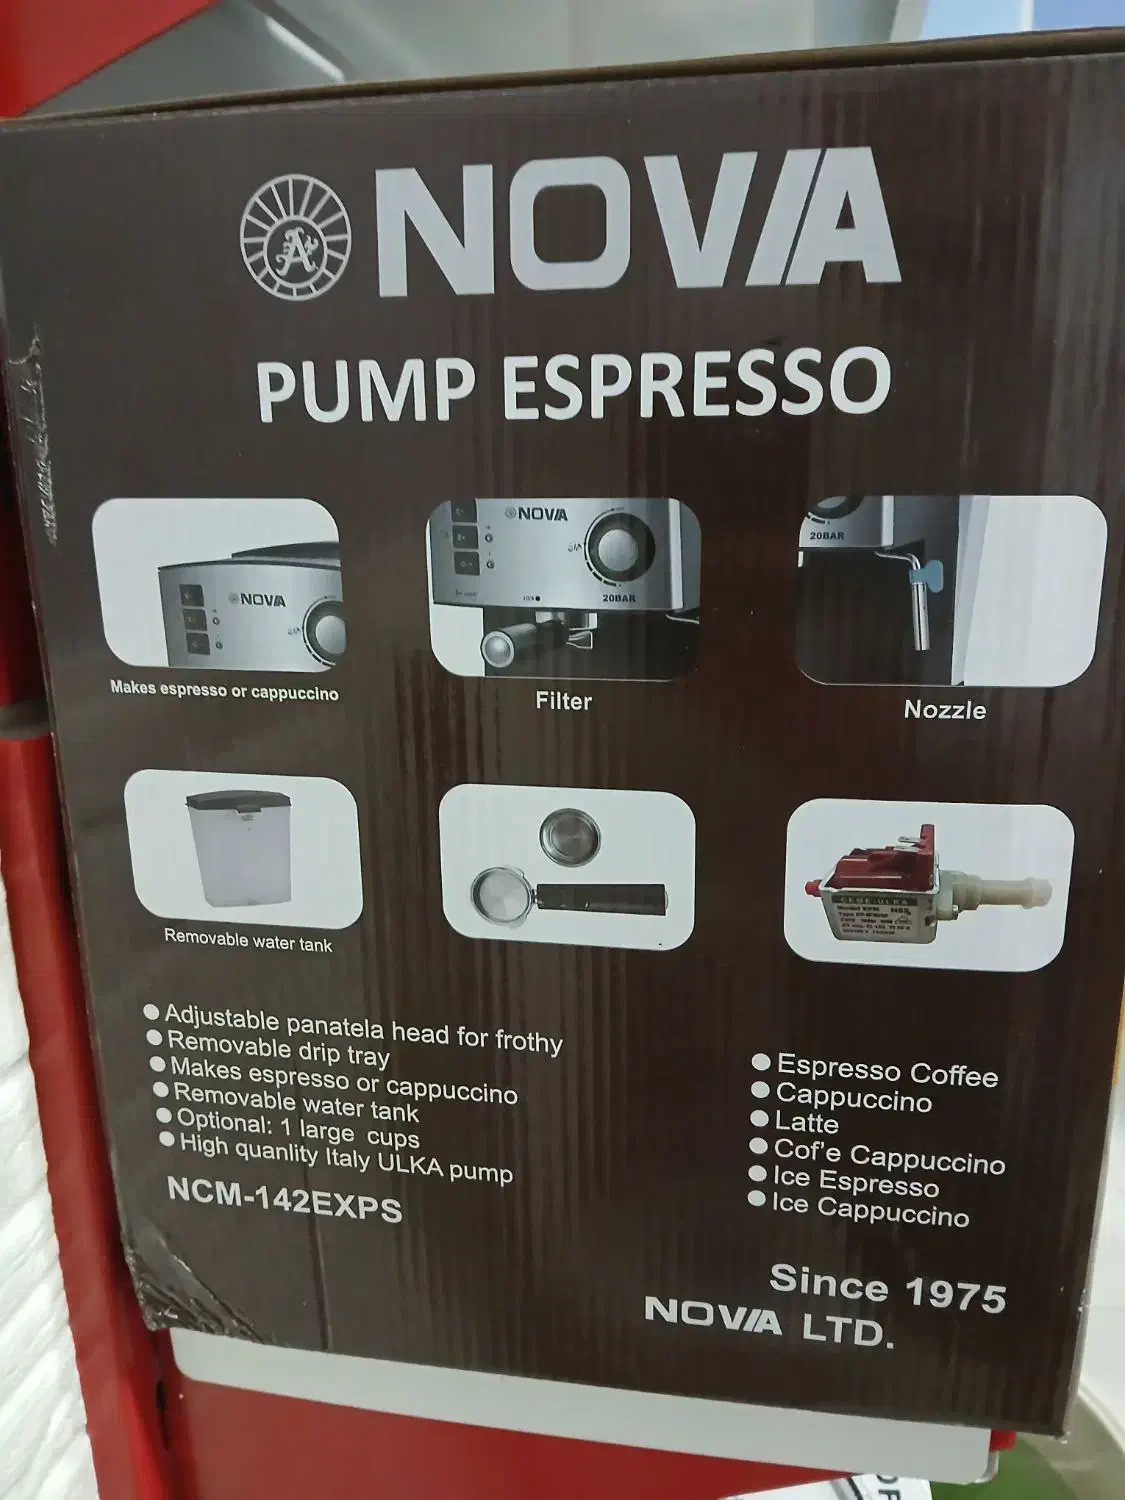 NOVA
PUMP ESPRESSO
NOVA
Makes espresso or cappuccino
NOVA
20BAR
Filter
20BAR
Nozzle
Removable water tank
CEME-ULKA
● Adjustable panatela head for frothy
● Removable drip tray
● Makes espresso or cappuccino
● Removable water tank
● Optional: 1 large cups
● High quanlity Italy ULKA pump
NCM-142EXPS
● Espresso Coffee
● Cappuccino
● Latte
● Cof'e Cappuccino
● Ice Espresso
● Ice Cappuccino
Since 1975
NOVA LTD.